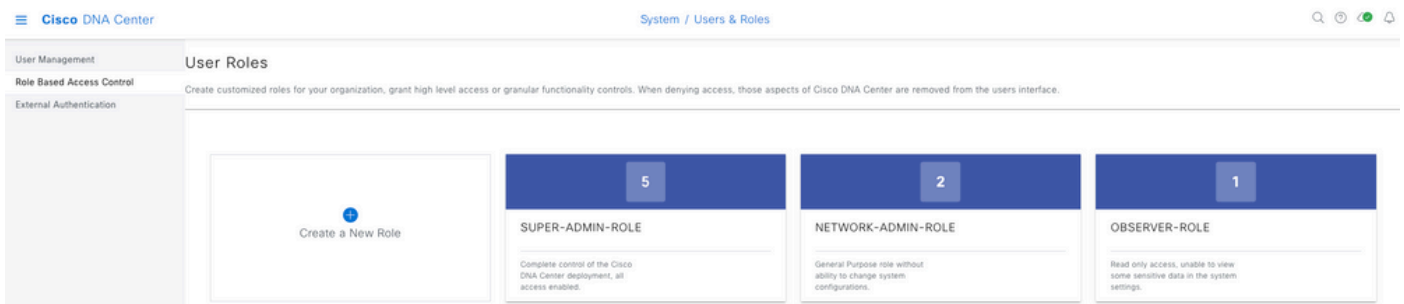 Cisco DNA Center
System / Users & Roles
User Management
Role Based Access Control
External Authentication
User Roles
Create customized roles for your organization, grant high level access or granular functionality controls. When denying access, those aspects of Cisco DNA Center are removed from the users interface.
Create a New Role
5
SUPER-ADMIN-ROLE
Complete control of the Cisco
DNA Center deployment, all
access enabled.
2
NETWORK-ADMIN-ROLE
General Purpose role without
ability to change system
configurations.
1
OBSERVER-ROLE
Read only access, unable to view
some sensitive data in the system
settings.